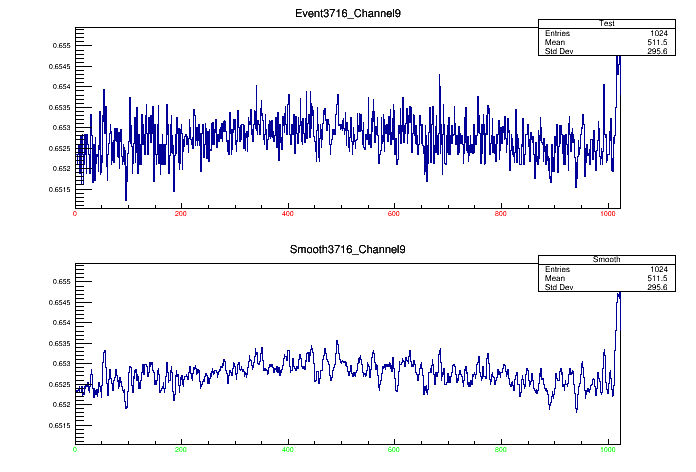 Event3716_Channel9
Test
Entries 1024
Mean 511.5
Std Dev 295.6
0.655
0.6545
0.654
0.6535
0.653
0.6525
0.652
0.6515
0 200 400 600 800 1000
Smooth3716_Channel9
Smooth
Entries 1024
Mean 511.5
Std Dev 295.6
0.655
0.6545
0.654
0.6535
0.653
0.6525
0.652
0.6515
0 200 400 600 800 1000